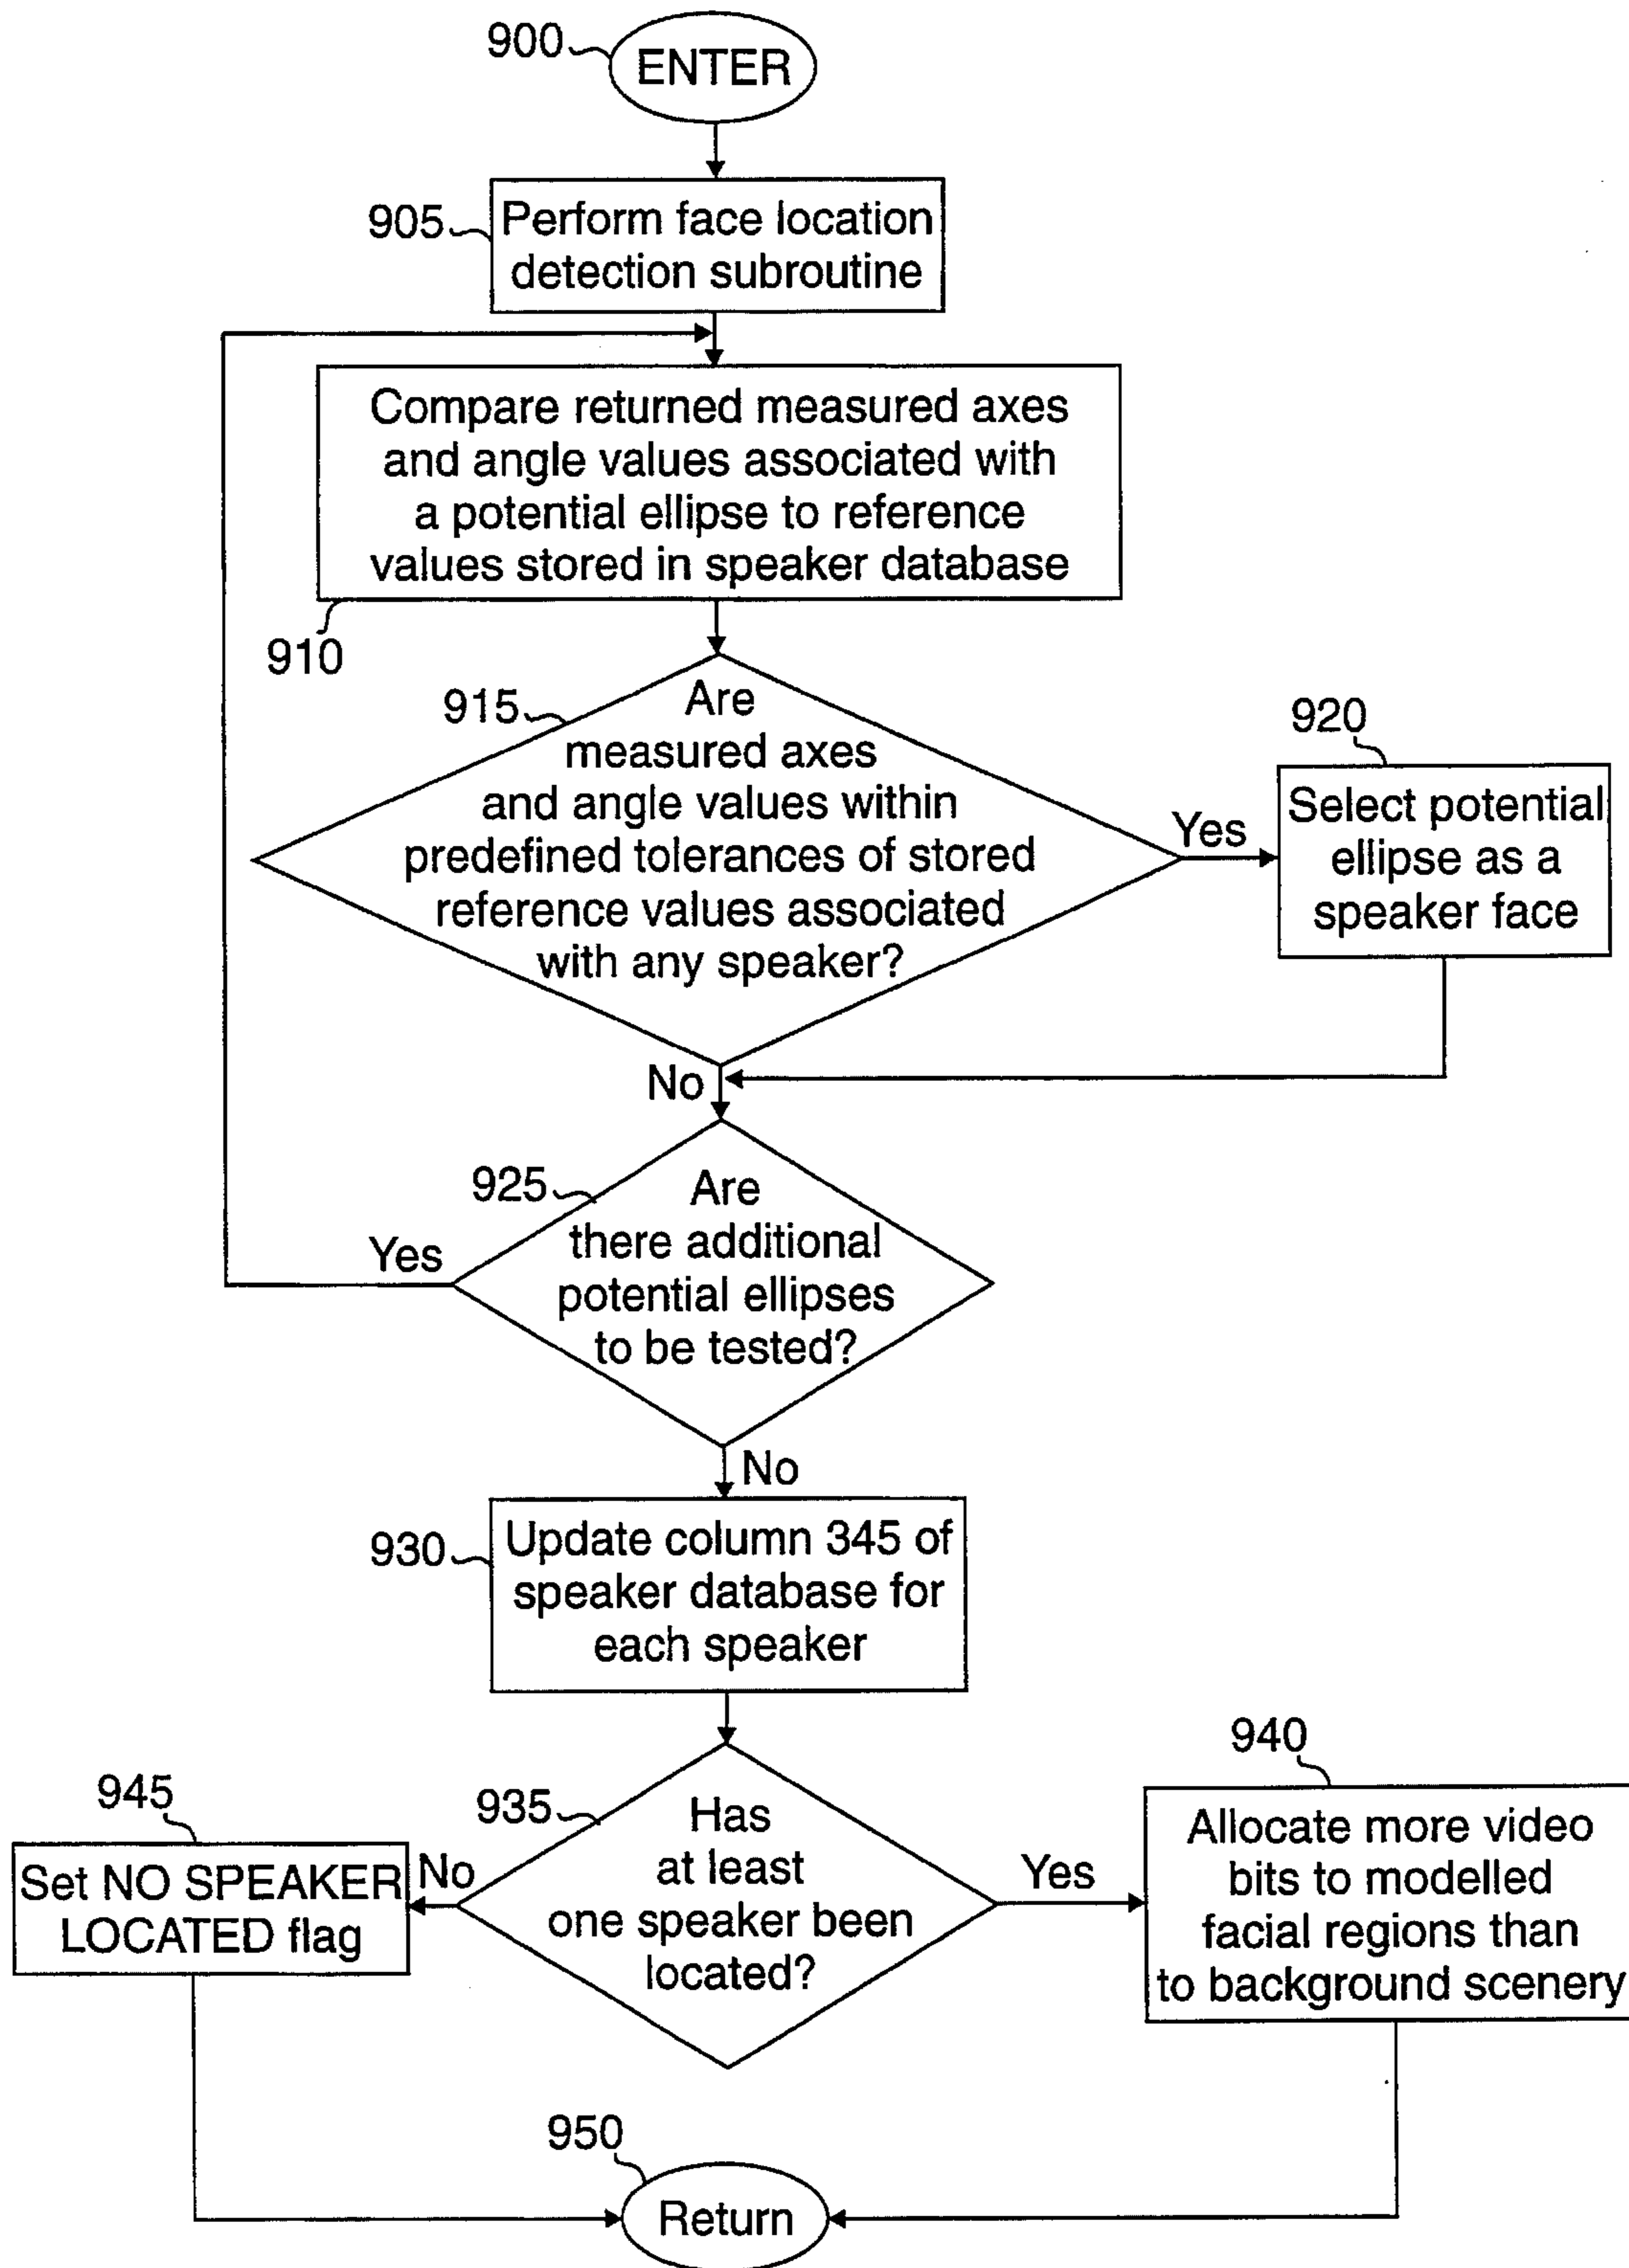 900
ENTER
905
Perform face location
detection subroutine
Compare returned measured axes
and angle values associated with
a potential ellipse to reference
values stored in speaker database
910
915
Are
measured axes
and angle values within
predefined tolerances of stored
reference values associated
with any speaker?
Yes
920
Select potential
ellipse as a
speaker face
No
925
Are
there additional
potential ellipses
to be tested?
Yes
No
930
Update column 345 of
speaker database for
each speaker
935
Has
at least
one speaker been
located?
No
945
Set NO SPEAKER
LOCATED flag
Yes
940
Allocate more video
bits to modelled
facial regions than
to background scenery
950
Return